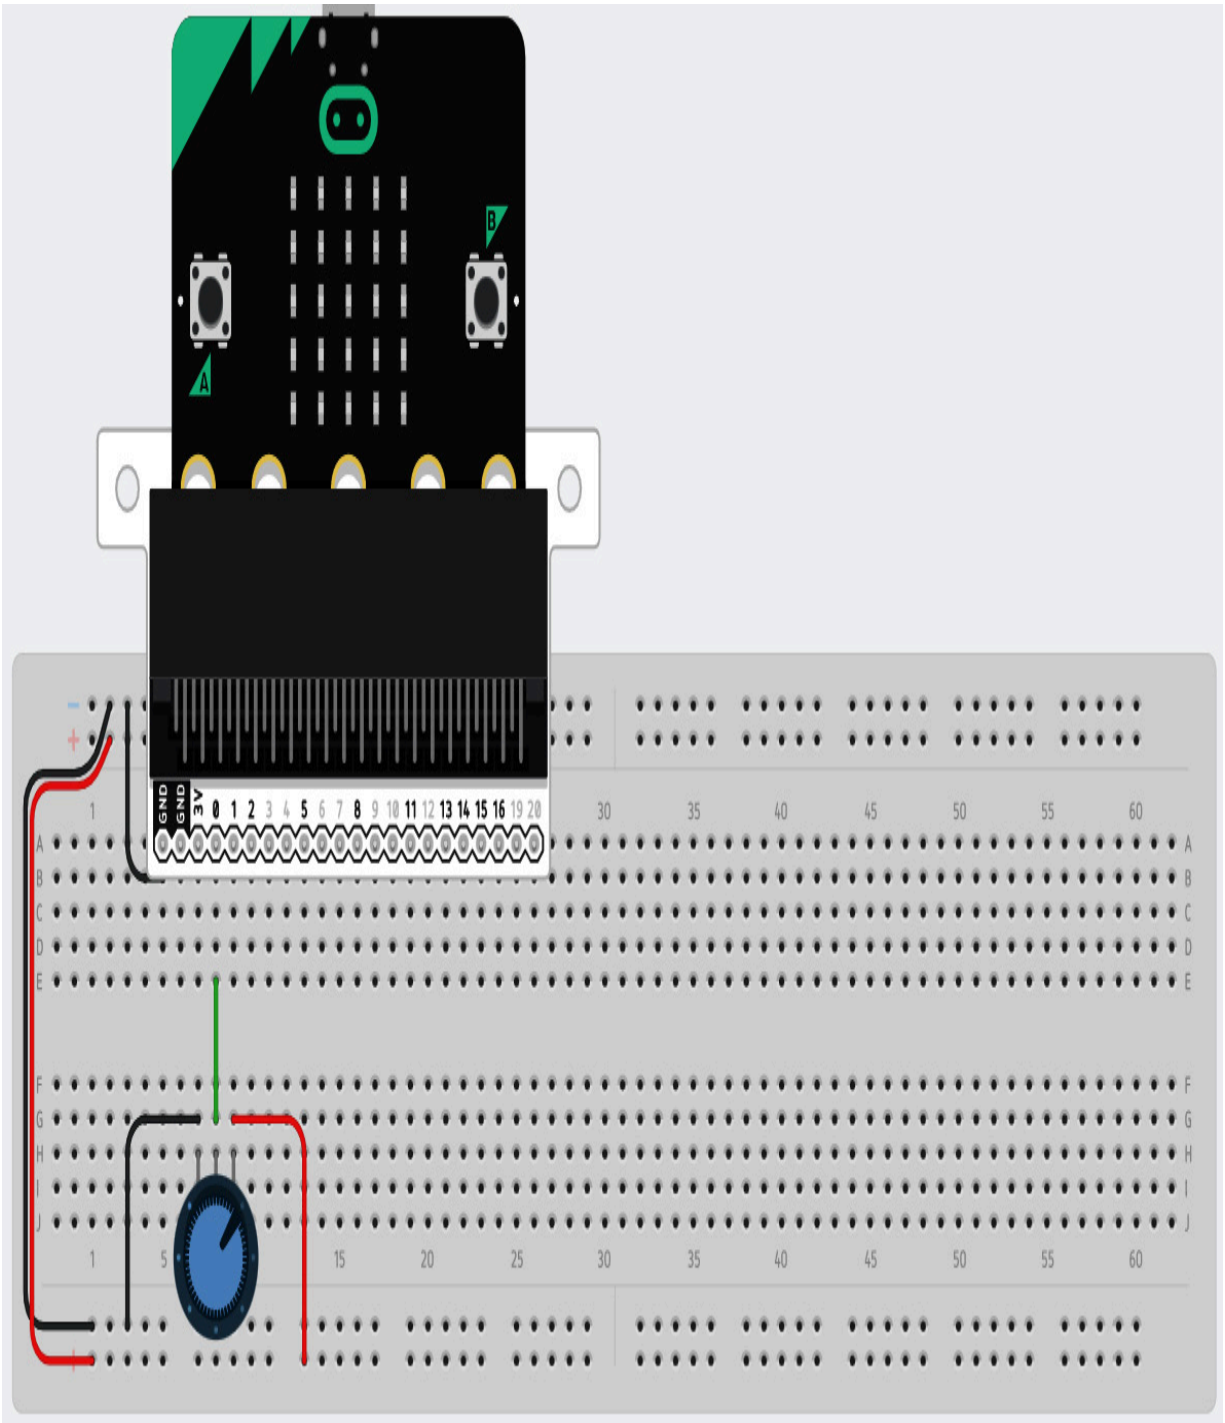 B
A
−
+
GND GND 3V 0 1 2 3 4 5 6 7 8 9 10 11 12 13 14 15 16 19 20
1 30 35 40 45 50 55 60
A A
B B
C C
D D
E E
F F
G G
H H
I I
J J
1 5 15 20 25 30 35 40 45 50 55 60
+